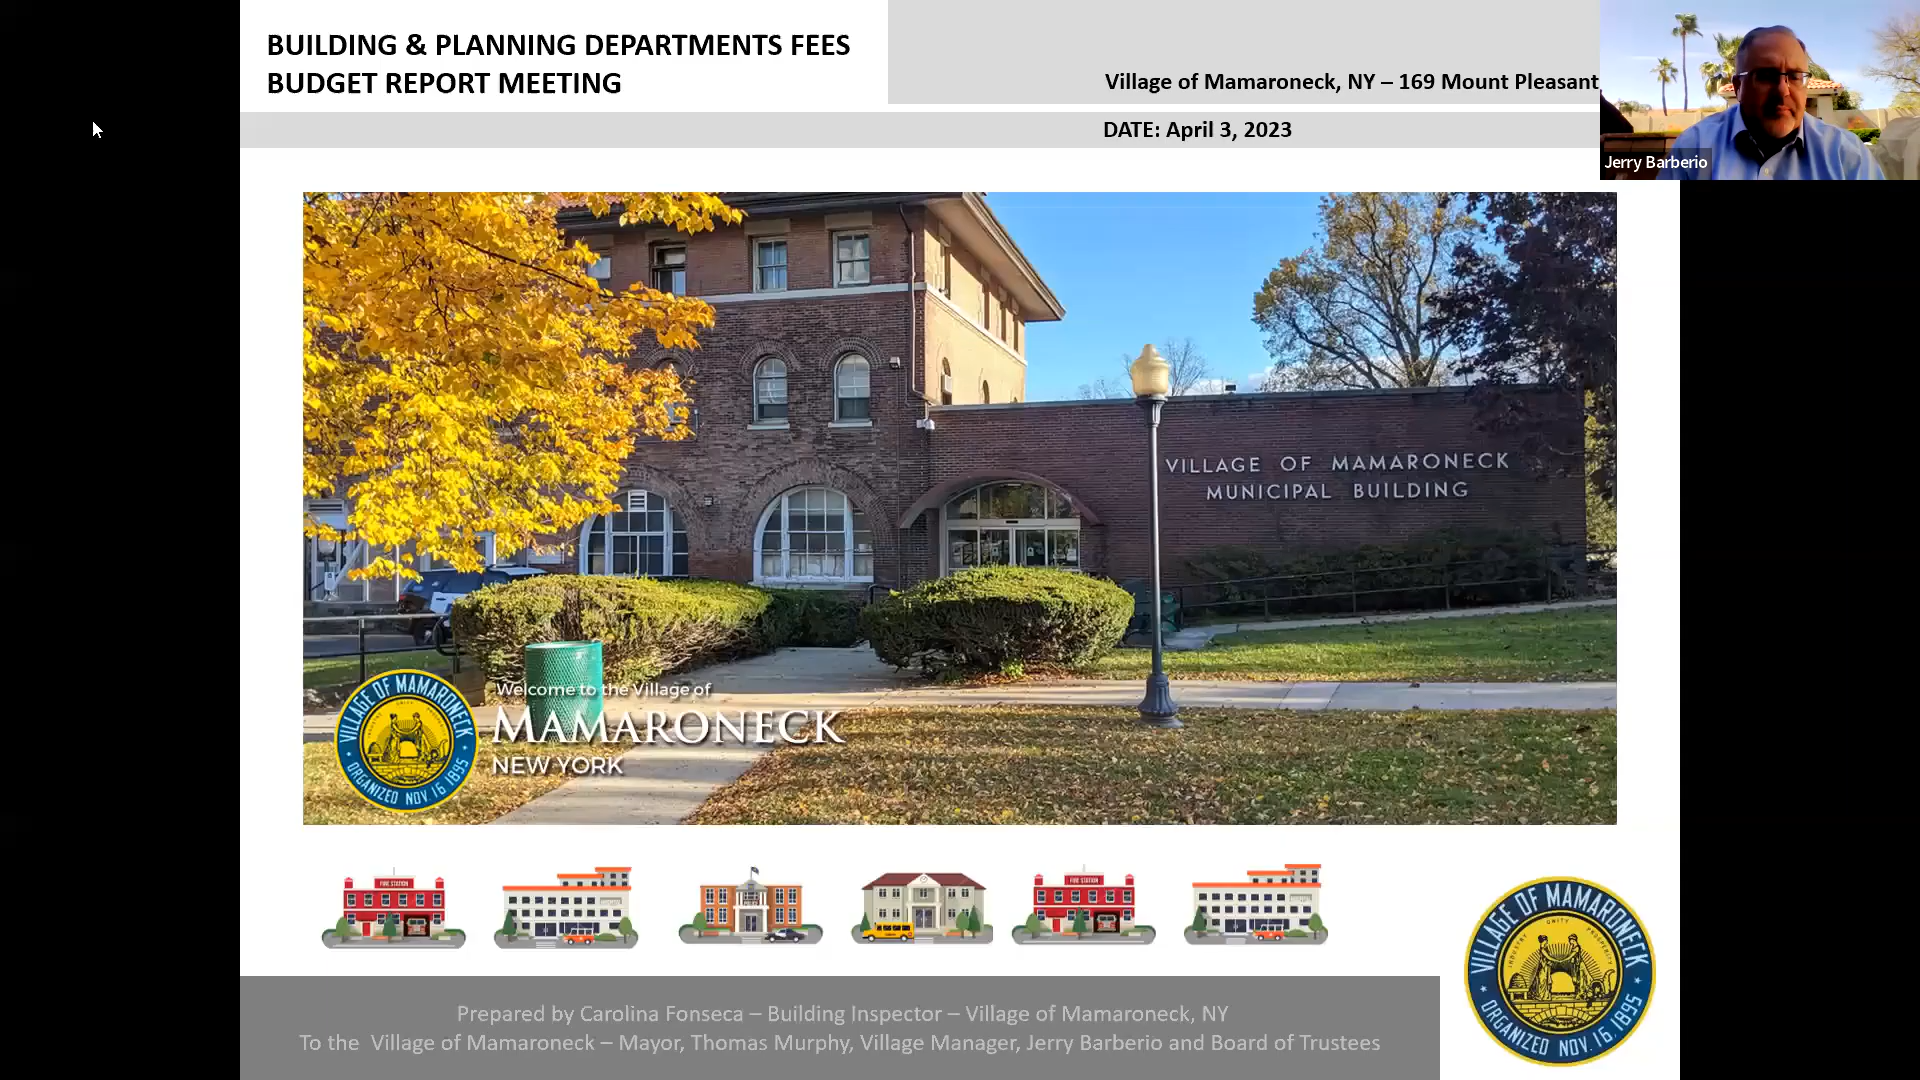 BUILDING & PLANNING DEPARTMENTS FEES
BUDGET REPORT MEETING
Village of Mamaroneck, NY – 169 Mount Pleasant
DATE: April 3, 2023
Jerry Barberio
VILLAGE OF MAMARONECK
MUNICIPAL BUILDING
VILLAGE OF MAMARONECK
ORGANIZED NOV. 16, 1895
Welcome to the Village of
MAMARONECK
NEW YORK
FIRE STATION
FIRE STATION
VILLAGE OF MAMARONECK
INDUSTRY UNITY PROSPERITY
ORGANIZED NOV. 16, 1895
Prepared by Carolina Fonseca – Building Inspector – Village of Mamaroneck, NY
To the Village of Mamaroneck – Mayor, Thomas Murphy, Village Manager, Jerry Barberio and Board of Trustees